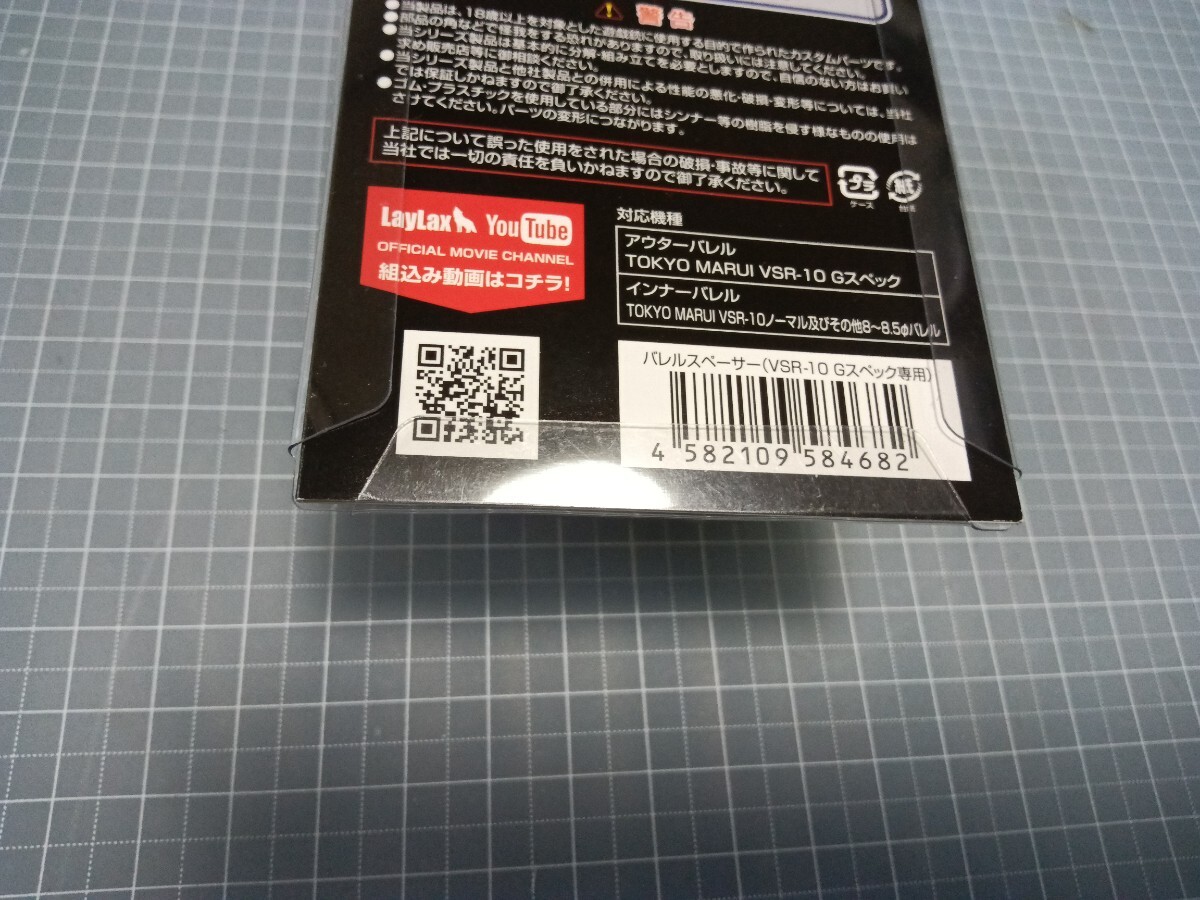 警告
●当製品は、18歳以上を対象とした遊戯銃に使用する目的で作られたカスタムパーツです。
●部品の角などで怪我をする恐れがありますので、取り扱いには注意してください。
●当シリーズ製品は基本的に分解・組み立てを必要としますので、自信のない方はお買い
求め販売店等に御相談ください。
●当シリーズ製品と他社製品との併用による性能の悪化・破損・変形等については、当社
では保証しかねますので御了承ください。
●ゴム・プラスチックを使用している部分にはシンナー等の樹脂を侵す様なものの使用は
さけてください。パーツの変形につながります。
上記について誤った使用をされた場合の破損・事故等に関して
当社では一切の責任を負いかねますので御了承ください。
プラ
ケース
紙
台紙
LayLax YouTube
OFFICIAL MOVIE CHANNEL
組込み動画はコチラ!
対応機種
アウターバレル
TOKYO MARUI VSR-10 Gスペック
インナーバレル
TOKYO MARUI VSR-10ノーマル及びその他8〜8.5φバレル
バレルスペーサー(VSR-10 Gスペック専用)
4 582109 584682